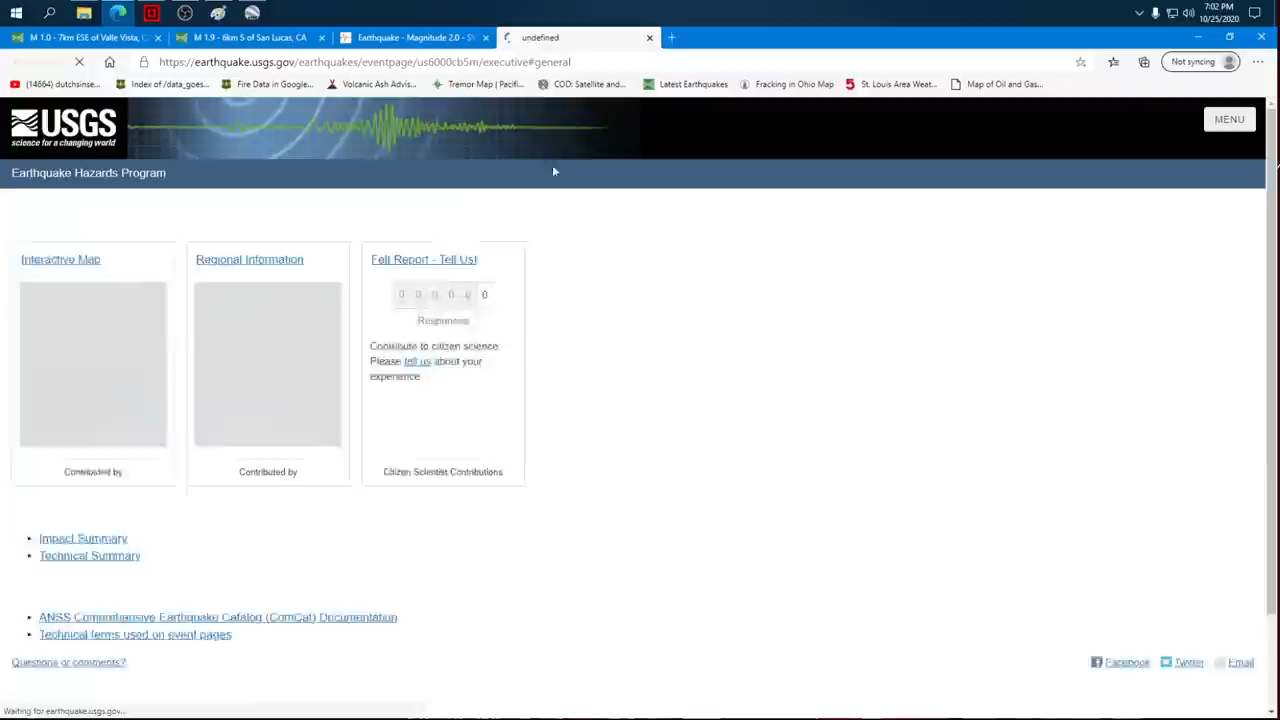 7:02 PM
10/25/2020
M 1.0 - 7km ESE of Valle Vista, C
M 1.9 - 6km S of San Lucas, CA
Earthquake - Magnitude 2.0 - S
undefined
https://earthquake.usgs.gov/earthquakes/eventpage/us6000cb5m/executive#general
Not syncing
(14664) dutchsinse...
Index of /data_goes...
Fire Data in Google...
Volcanic Ash Advis...
Tremor Map | Pacifi...
COD: Satellite and...
Latest Earthquakes
Fracking in Ohio Map
St. Louis Area Weat...
Map of Oil and Gas...
USGS
science for a changing world
MENU
Earthquake Hazards Program
Interactive Map
Regional Information
Felt Report - Tell Us!
0 0 0 0 0 0
Responses
Contribute to citizen science.
Please tell us about your
experience.
Contributed by
Contributed by
Citizen Scientist Contributions
Impact Summary
Technical Summary
ANSS Comprehensive Earthquake Catalog (ComCat) Documentation
Technical terms used on event pages
Questions or comments?
Facebook
Twitter
Email
Waiting for earthquake.usgs.gov...